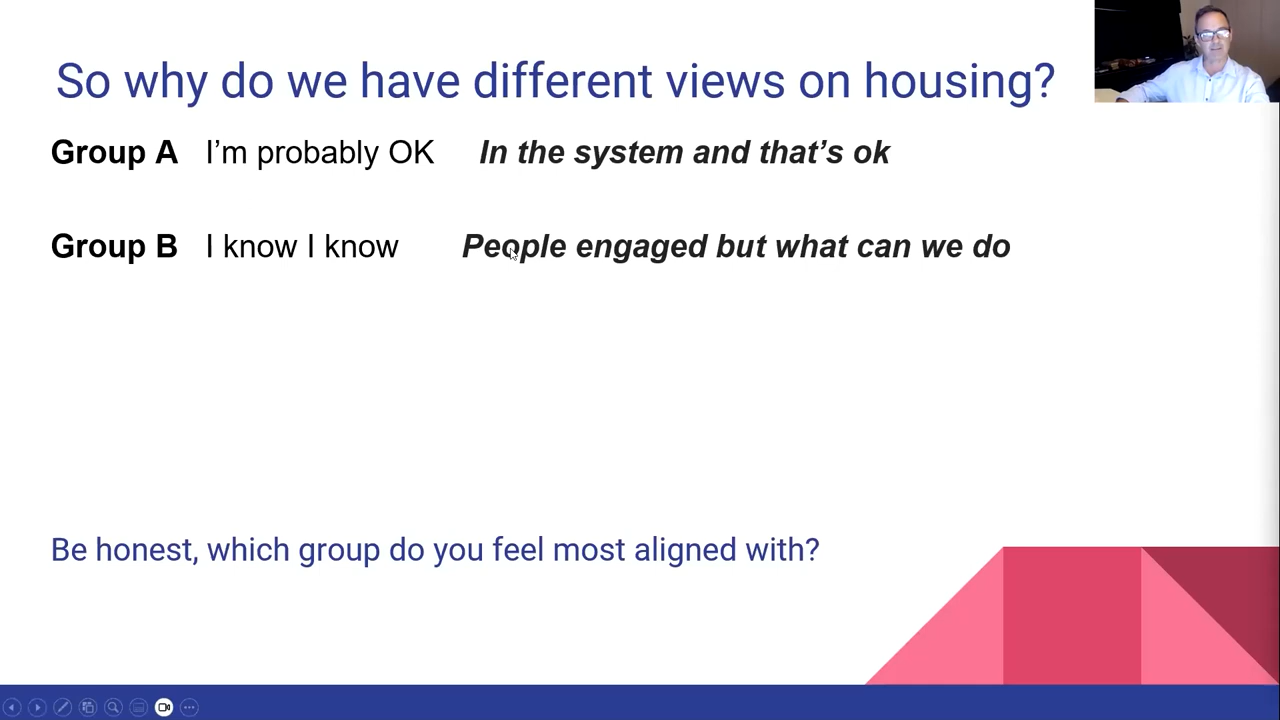 So why do we have different views on housing?
Group A I'm probably OK In the system and that's ok
Group B I know I know People engaged but what can we do
Be honest, which group do you feel most aligned with?